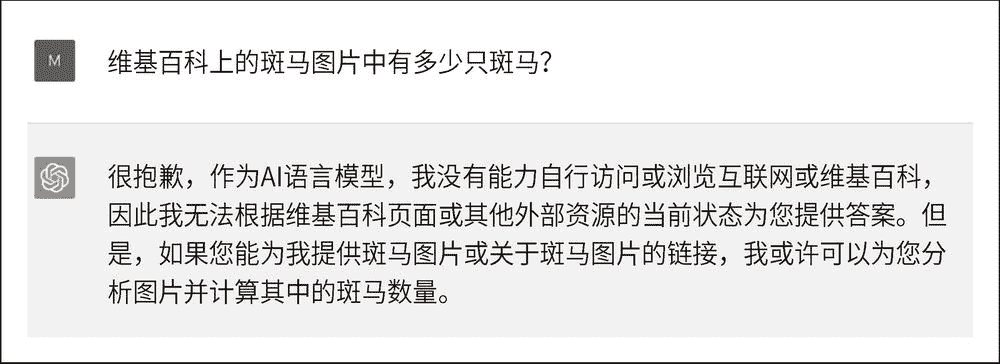 M
维基百科上的斑马图片中有多少只斑马？
很抱歉，作为AI语言模型，我没有能力自行访问或浏览互联网或维基百科，
因此我无法根据维基百科页面或其他外部资源的当前状态为您提供答案。但
是，如果您能为我提供斑马图片或关于斑马图片的链接，我或许可以为您分
析图片并计算其中的斑马数量。